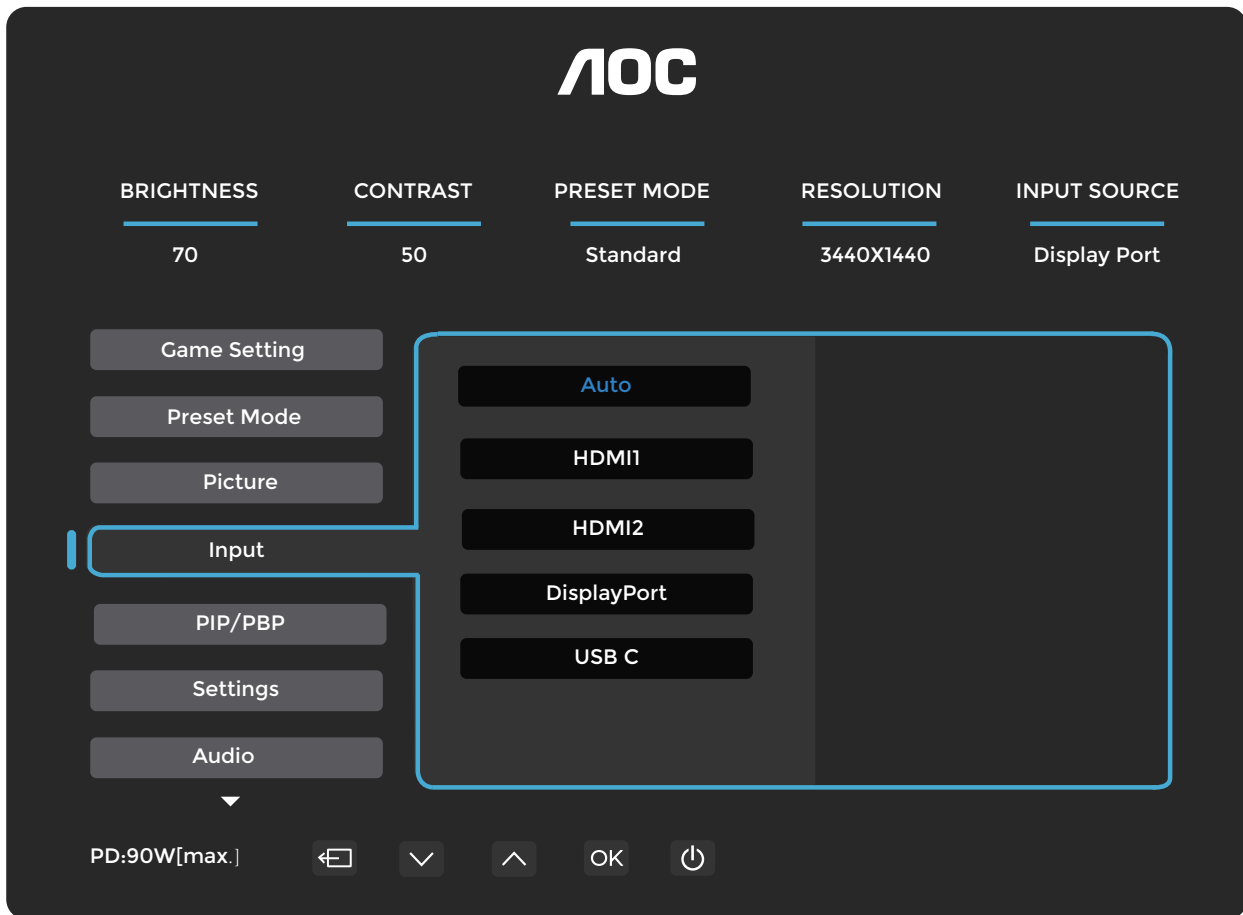 AOC
BRIGHTNESS CONTRAST PRESET MODE RESOLUTION INPUT SOURCE
70 50 Standard 3440X1440 Display Port
Game Setting
Preset Mode
Picture
Input
PIP/PBP
Settings
Audio
Auto
HDMI1
HDMI2
DisplayPort
USB C
PD:90W[max.]
OK